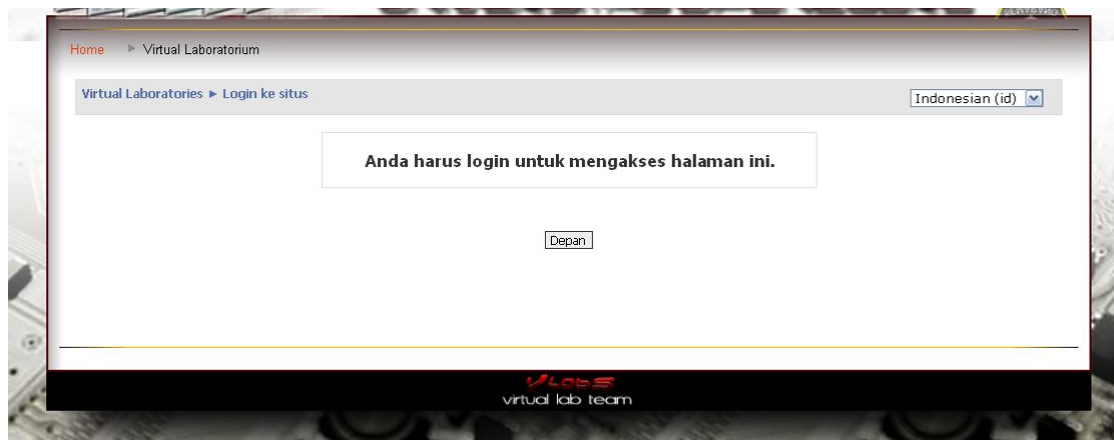 Home ► Virtual Laboratorium
Virtual Laboratories ► Login ke situs
Indonesian (id)
Anda harus login untuk mengakses halaman ini.
Depan
VLabS
virtual lab team